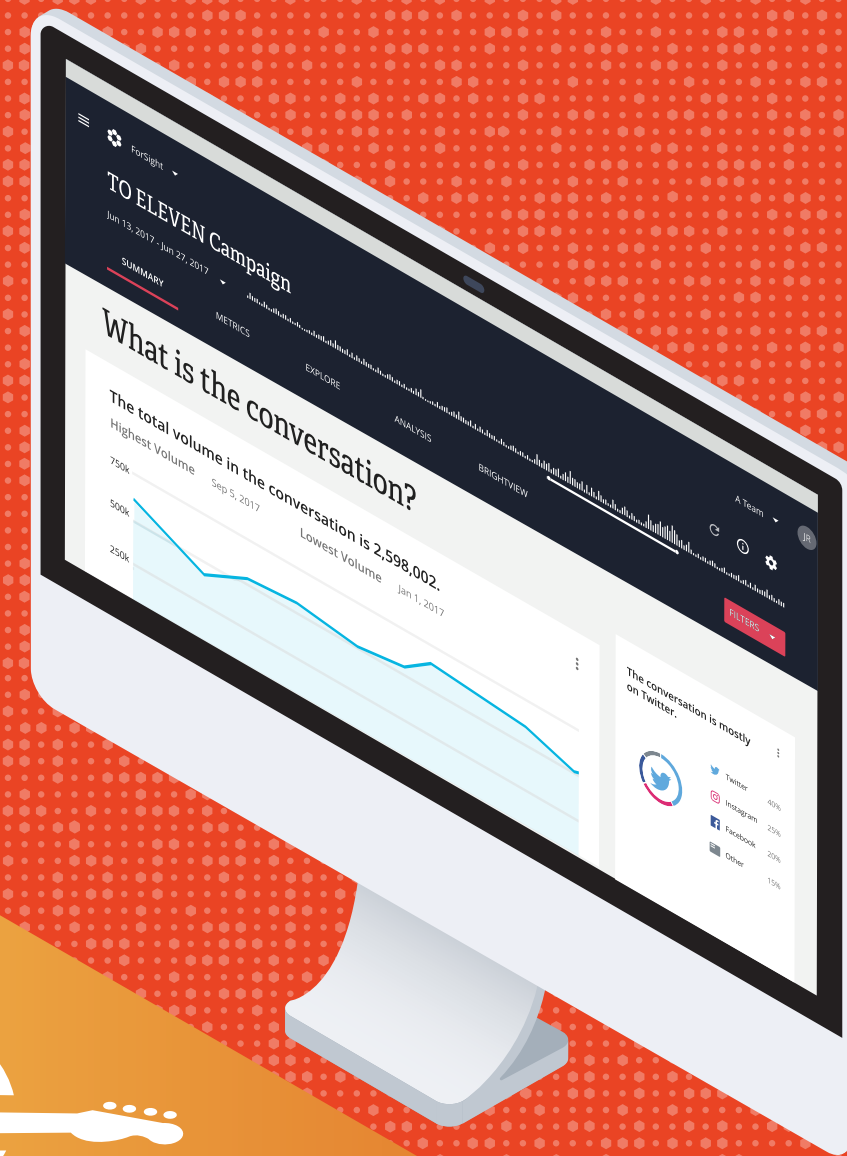 ForSight
TO ELEVEN Campaign
Jun 13, 2017 - Jun 27, 2017
SUMMARY
METRICS
EXPLORE
ANALYSIS
BRIGHTVIEW
A Team
JR
FILTERS
What is the conversation?
The total volume in the conversation is 2,598,002.
Highest Volume Sep 5, 2017 Lowest Volume Jan 1, 2017
750k
500k
250k
The conversation is mostly
on Twitter.
Twitter 40%
Instagram 25%
Facebook 20%
Other 15%